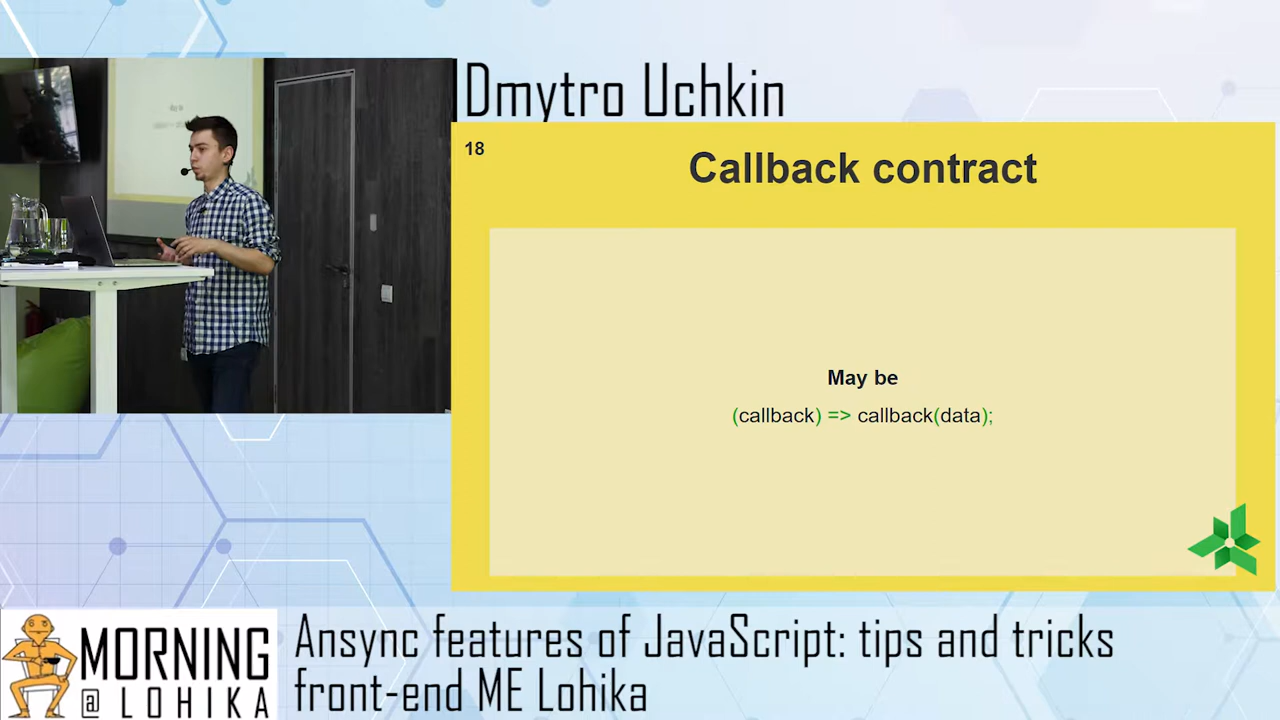 Dmytro Uchkin
18
Callback contract
May be
(callback) => callback(data);
MORNING
@ LOHIKA
Ansync features of JavaScript: tips and tricks
front-end ME Lohika